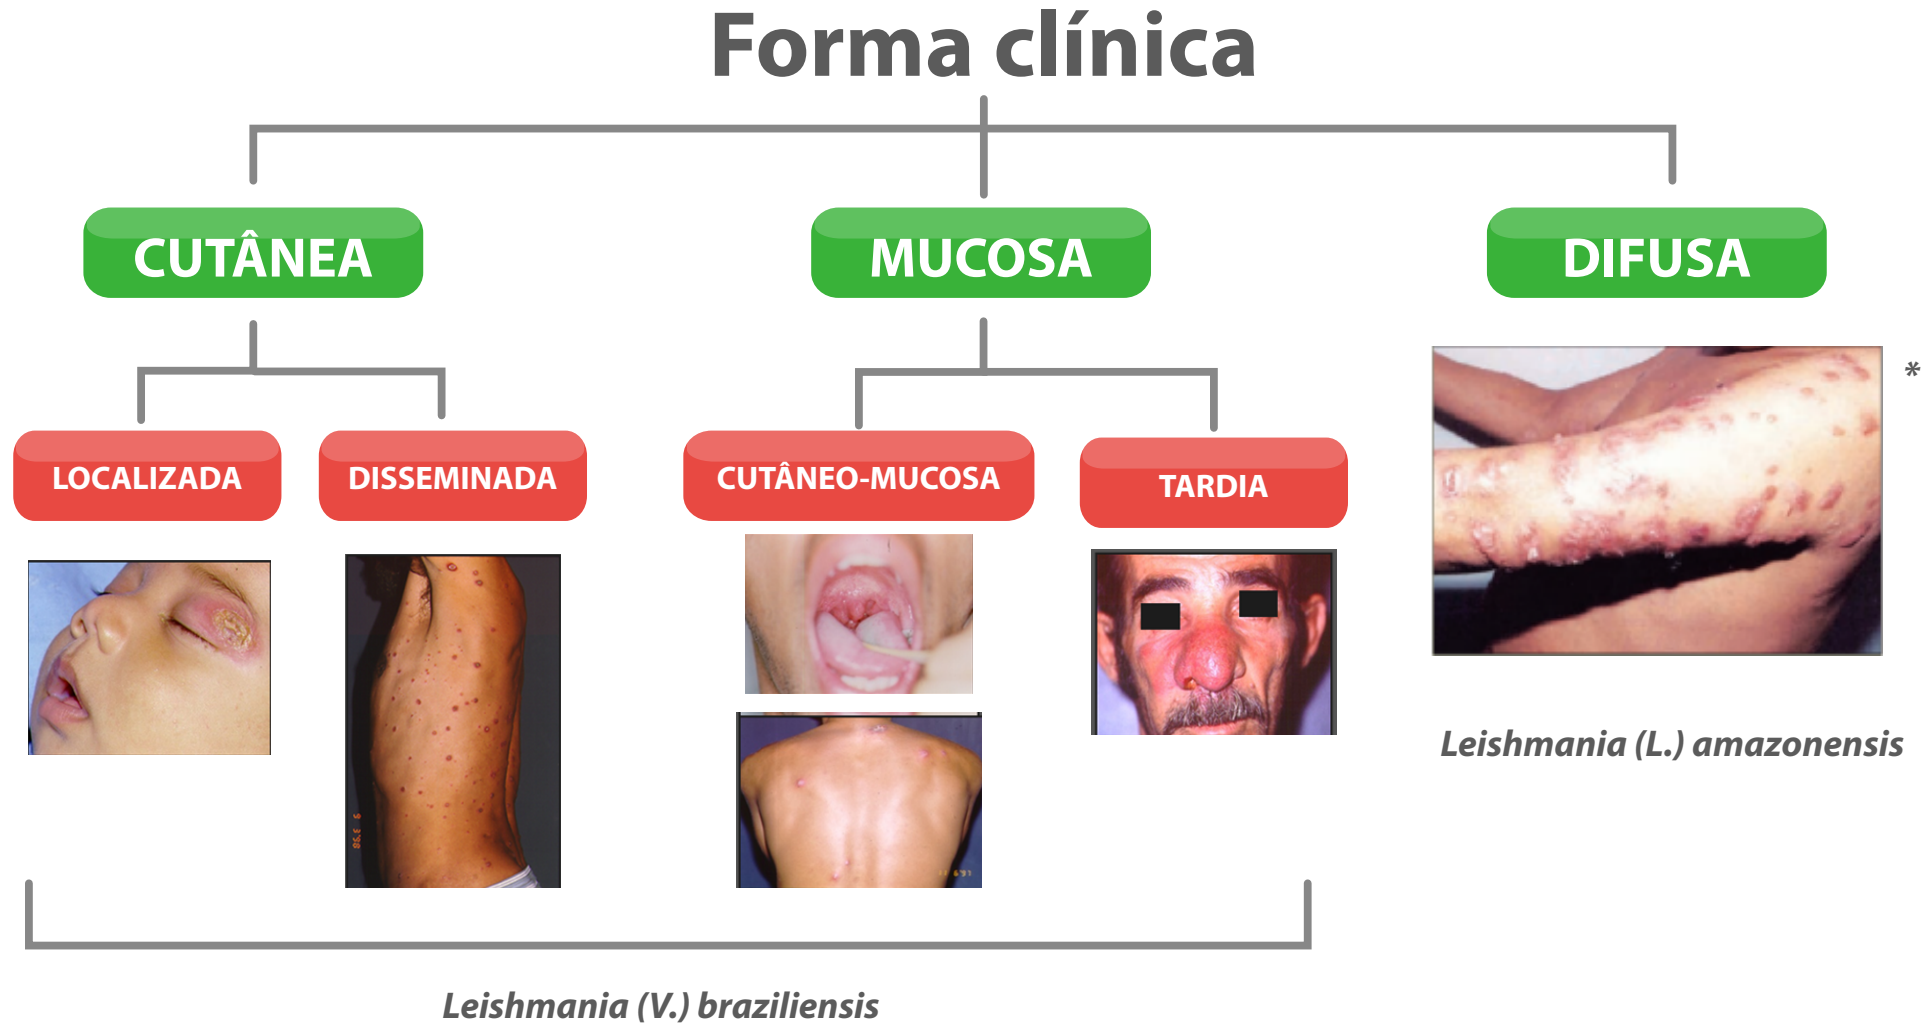 Forma clínica
CUTÂNEA
MUCOSA
DIFUSA
LOCALIZADA
DISSEMINADA
CUTÂNEO-MUCOSA
TARDIA
*
Leishmania (L.) amazonensis
Leishmania (V.) braziliensis